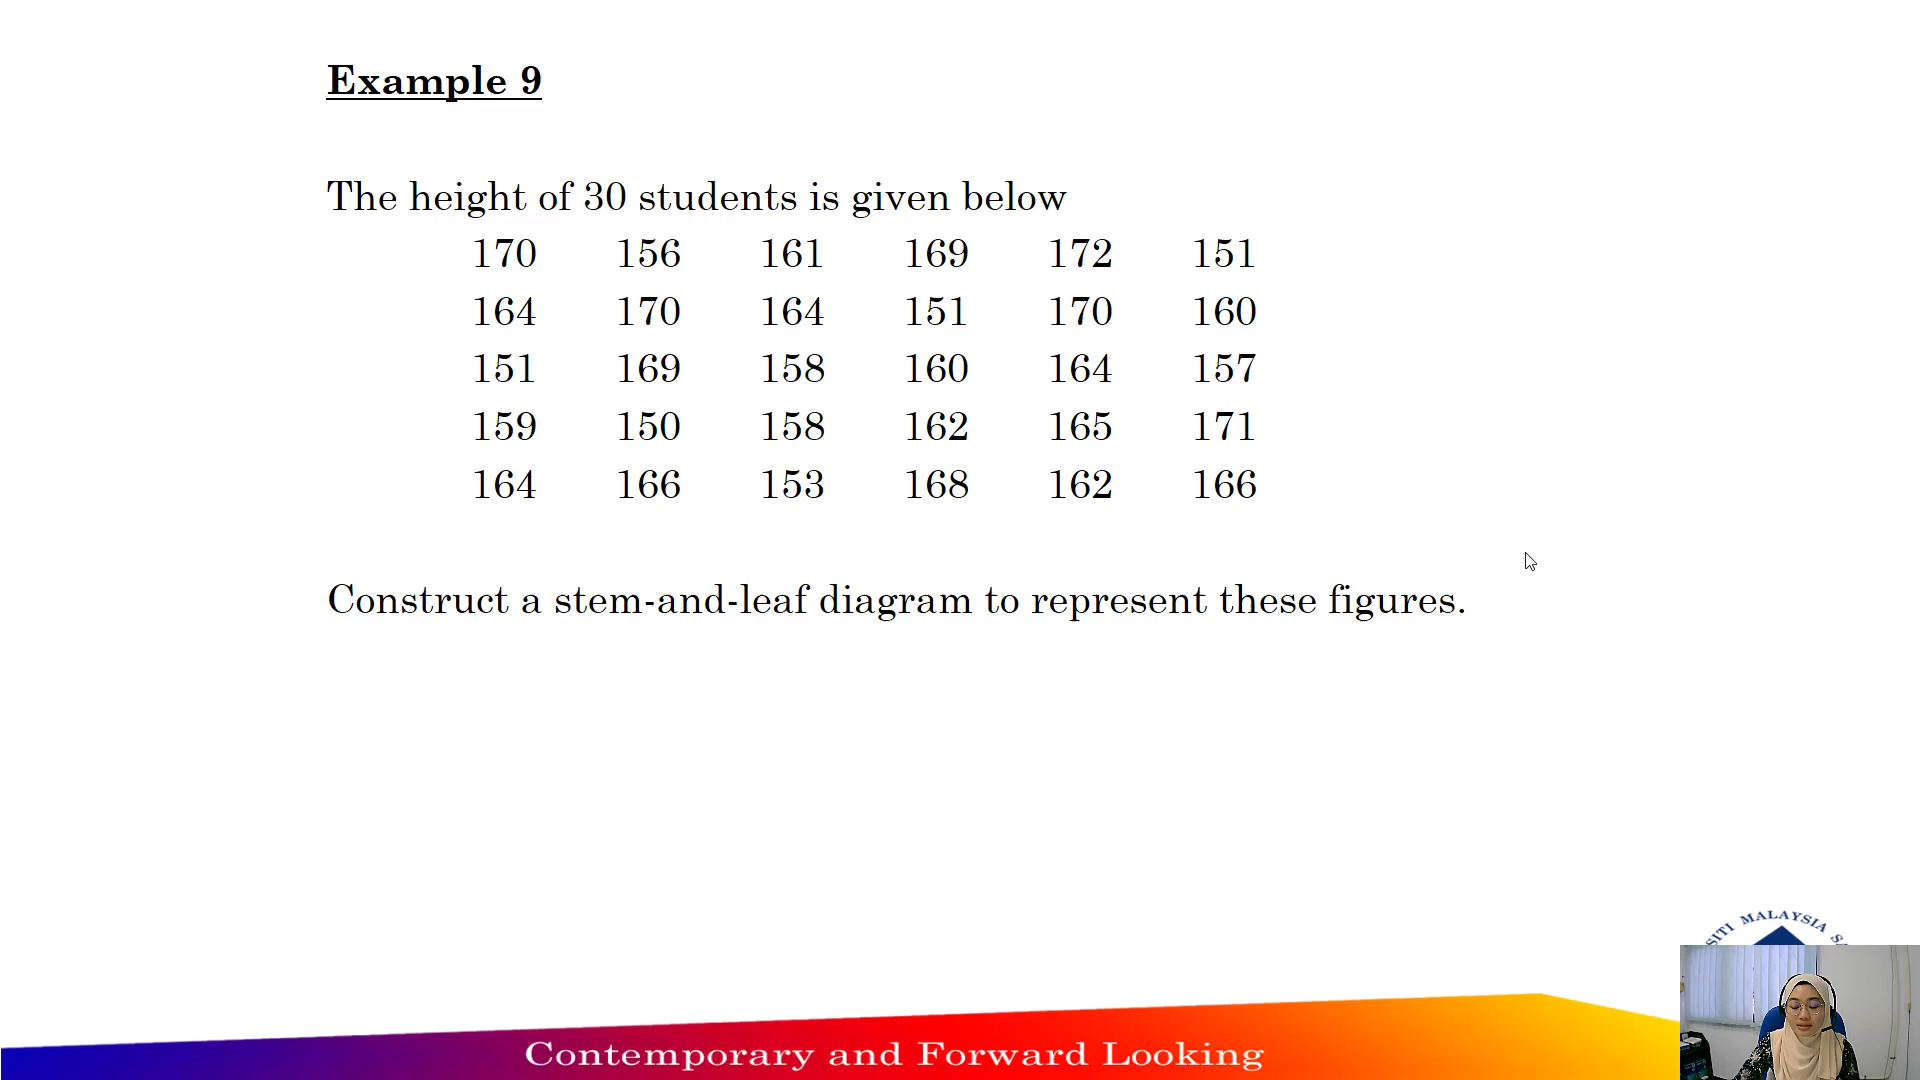 Example 9
The height of 30 students is given below
170 156 161 169 172 151
164 170 164 151 170 160
151 169 158 160 164 157
159 150 158 162 165 171
164 166 153 168 162 166
Construct a stem-and-leaf diagram to represent these figures.
MALAYSIA
Contemporary and Forward Looking